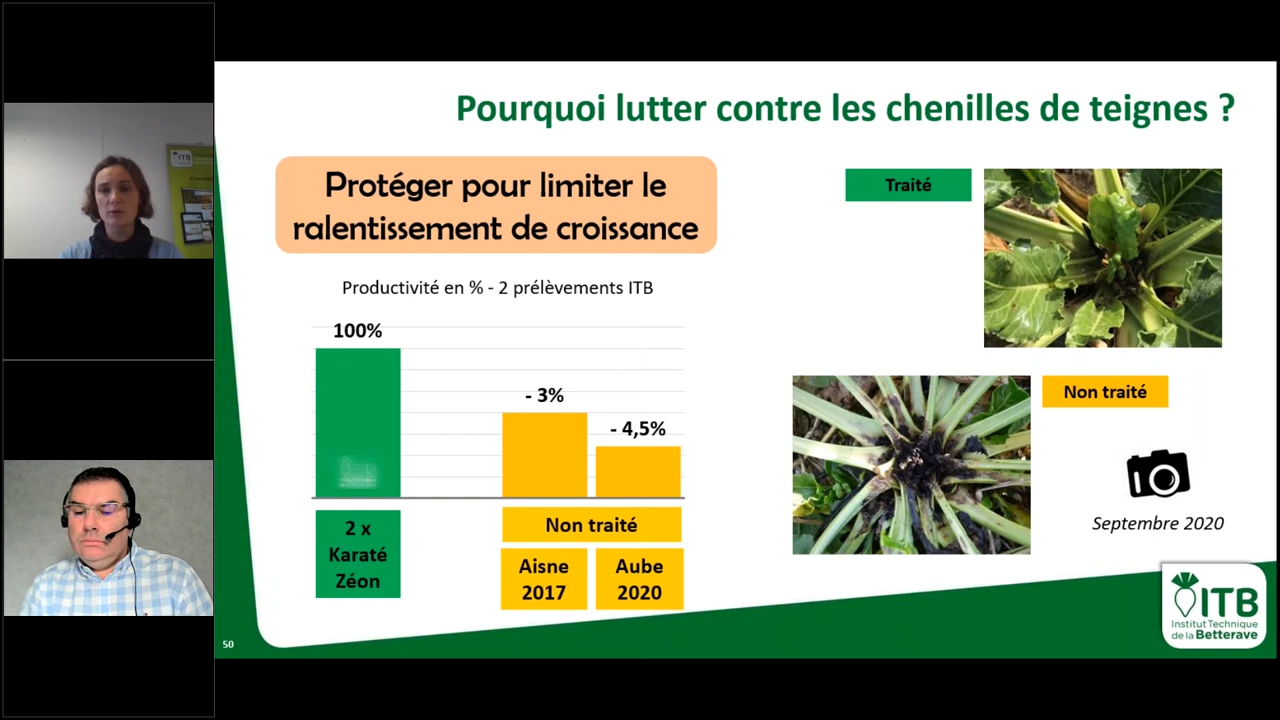 Pourquoi lutter contre les chenilles de teignes ?
Protéger pour limiter le
ralentissement de croissance
Productivité en % - 2 prélèvements ITB
100%
- 3%
- 4,5%
2 x
Karaté
Zéon
Non traité
Aisne
2017
Aube
2020
Traité
Non traité
Septembre 2020
50
ITB
Institut Technique
de la Betterave
ITB